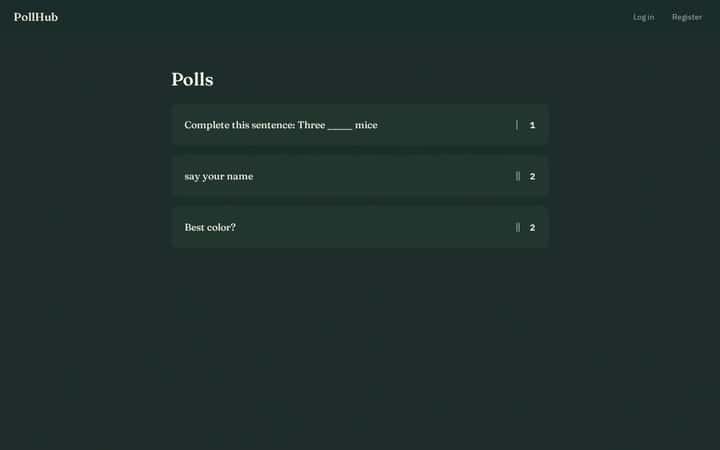 PollHub
Log in Register
Polls
Complete this sentence: Three _____ mice 1
say your name 2
Best color? 2